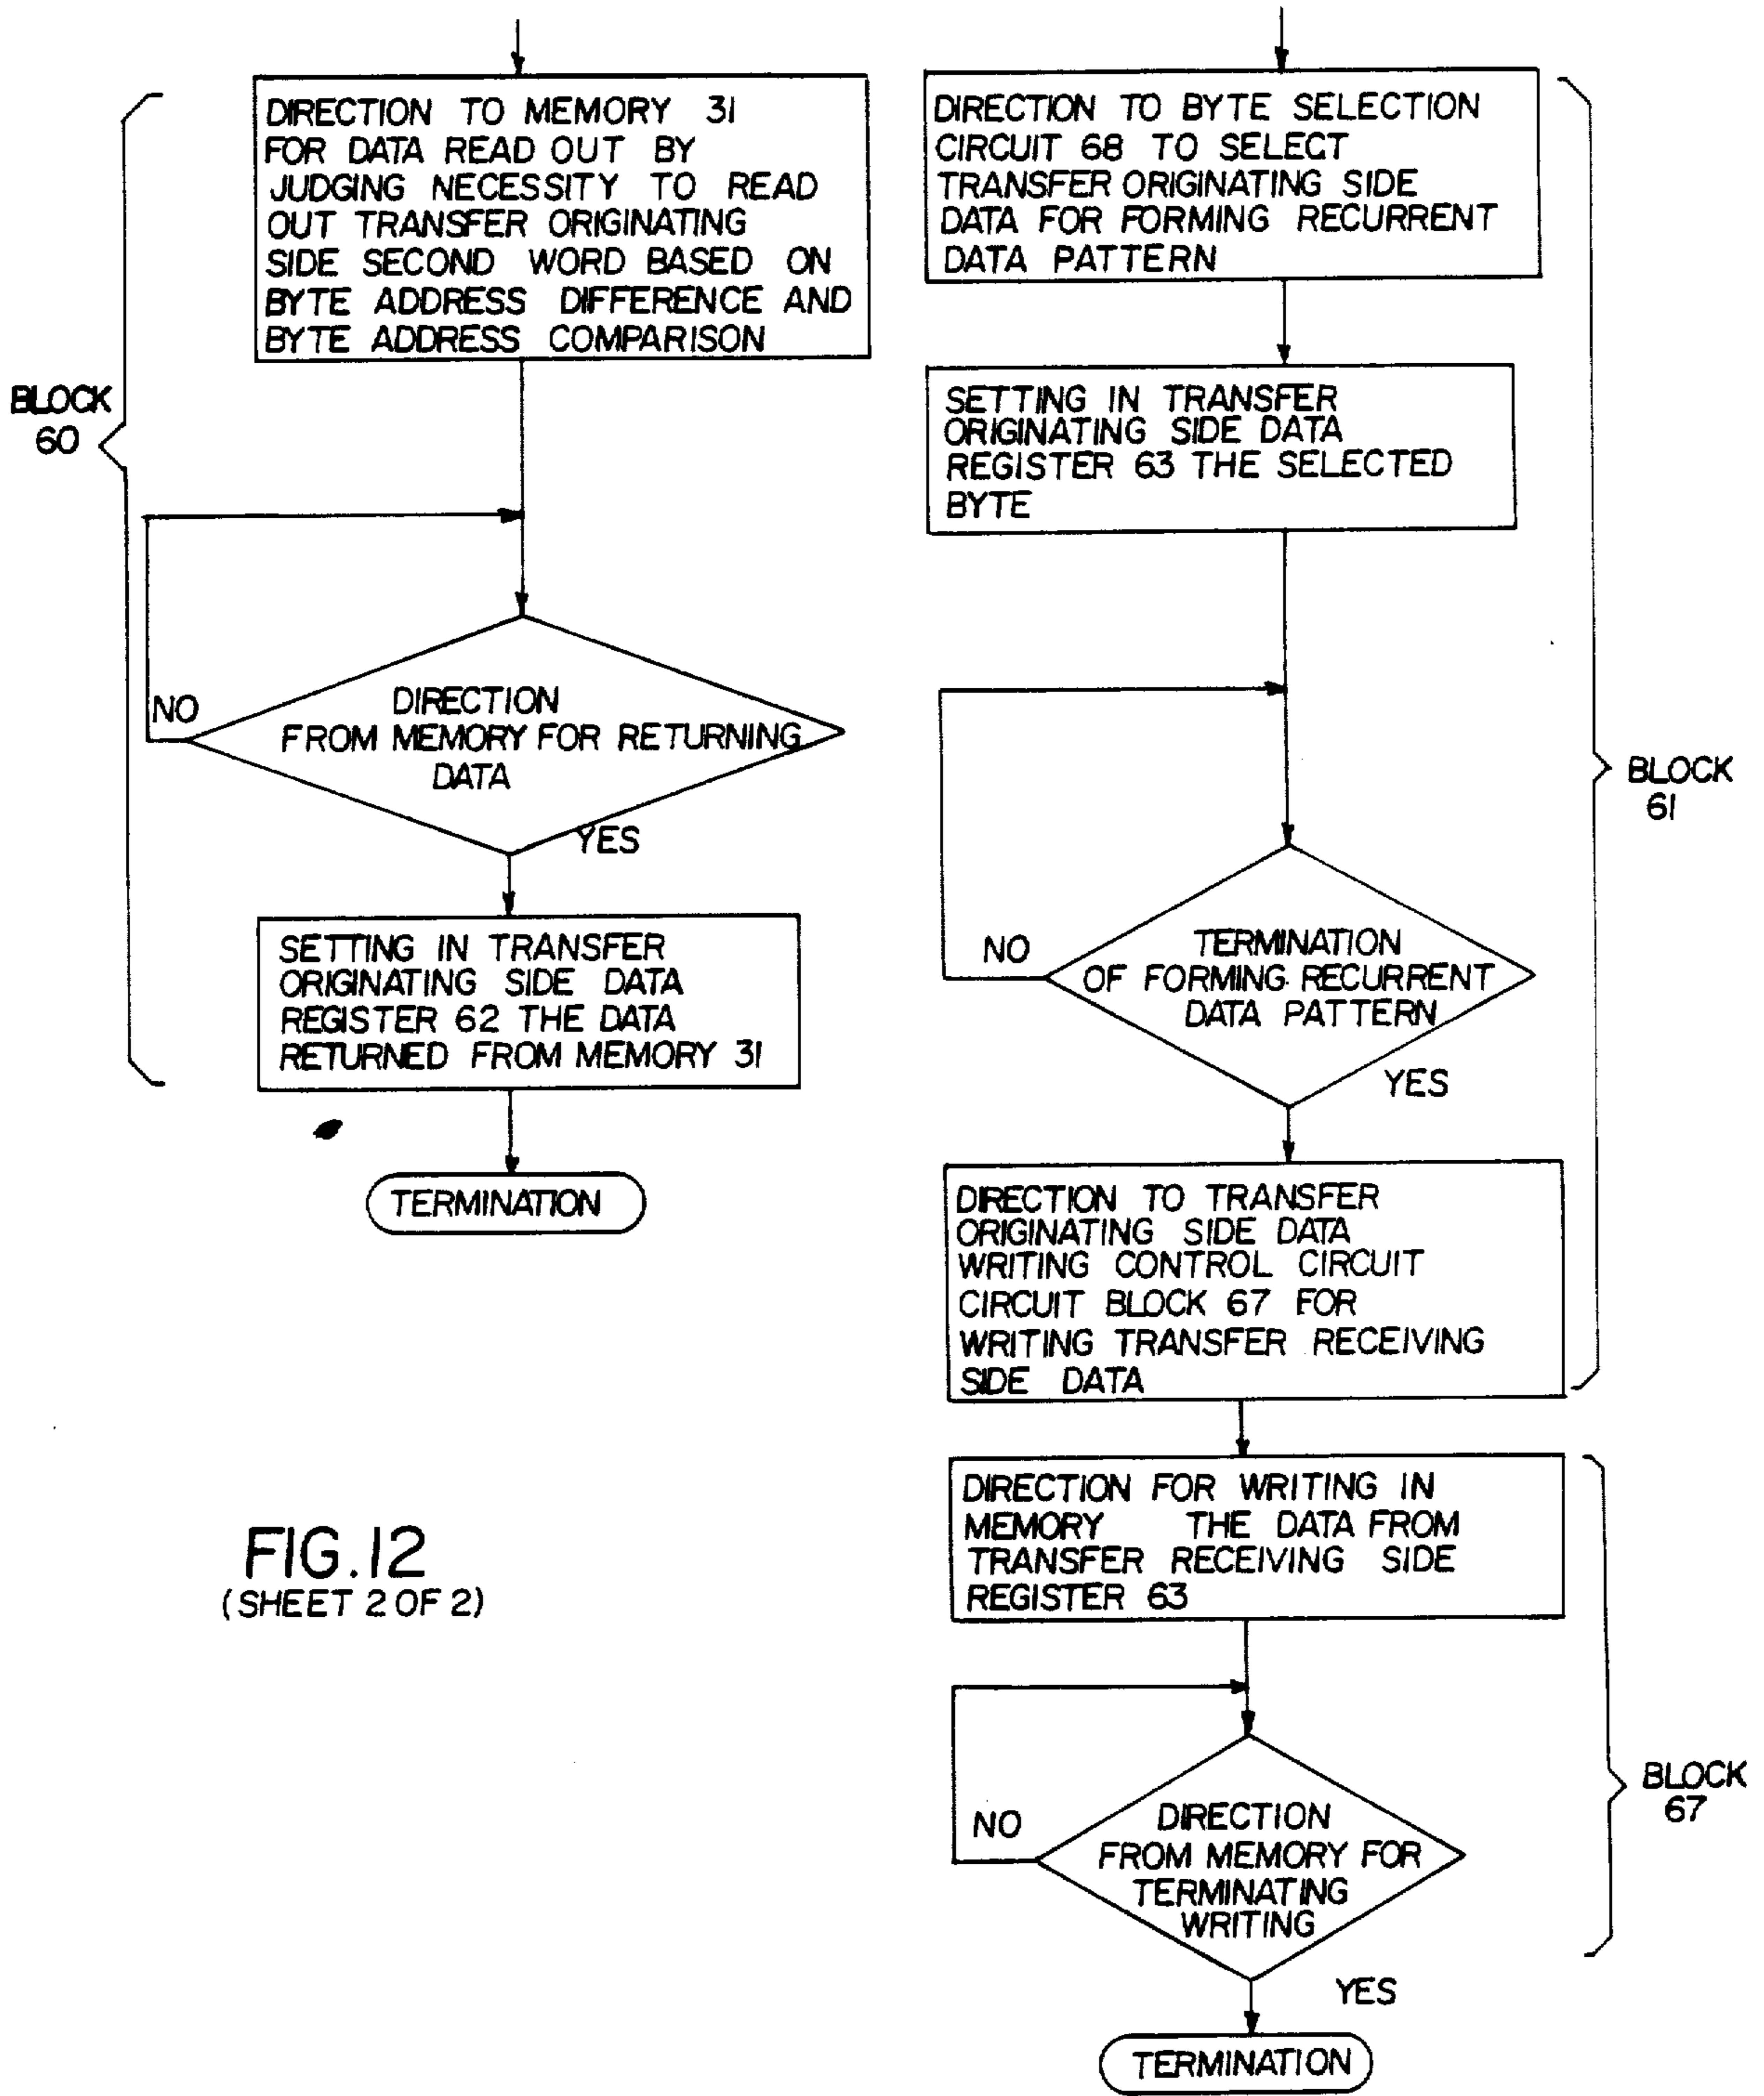 BLOCK
60
DIRECTION TO MEMORY 31
FOR DATA READ OUT BY
JUDGING NECESSITY TO READ
OUT TRANSFER ORIGINATING
SIDE SECOND WORD BASED ON
BYTE ADDRESS DIFFERENCE AND
BYTE ADDRESS COMPARISON
NO
DIRECTION
FROM MEMORY FOR RETURNING
DATA
YES
SETTING IN TRANSFER
ORIGINATING SIDE DATA
REGISTER 62 THE DATA
RETURNED FROM MEMORY 31
TERMINATION
DIRECTION TO BYTE SELECTION
CIRCUIT 68 TO SELECT
TRANSFER ORIGINATING SIDE
DATA FOR FORMING RECURRENT
DATA PATTERN
SETTING IN TRANSFER
ORIGINATING SIDE DATA
REGISTER 63 THE SELECTED
BYTE
BLOCK
61
NO
TERMINATION
OF FORMING RECURRENT
DATA PATTERN
YES
DIRECTION TO TRANSFER
ORIGINATING SIDE DATA
WRITING CONTROL CIRCUIT
CIRCUIT BLOCK 67 FOR
WRITING TRANSFER RECEIVING
SIDE DATA
DIRECTION FOR WRITING IN
MEMORY THE DATA FROM
TRANSFER RECEIVING SIDE
REGISTER 63
BLOCK
67
NO
DIRECTION
FROM MEMORY FOR
TERMINATING
WRITING
YES
TERMINATION
FIG.12
(SHEET 2 OF 2)